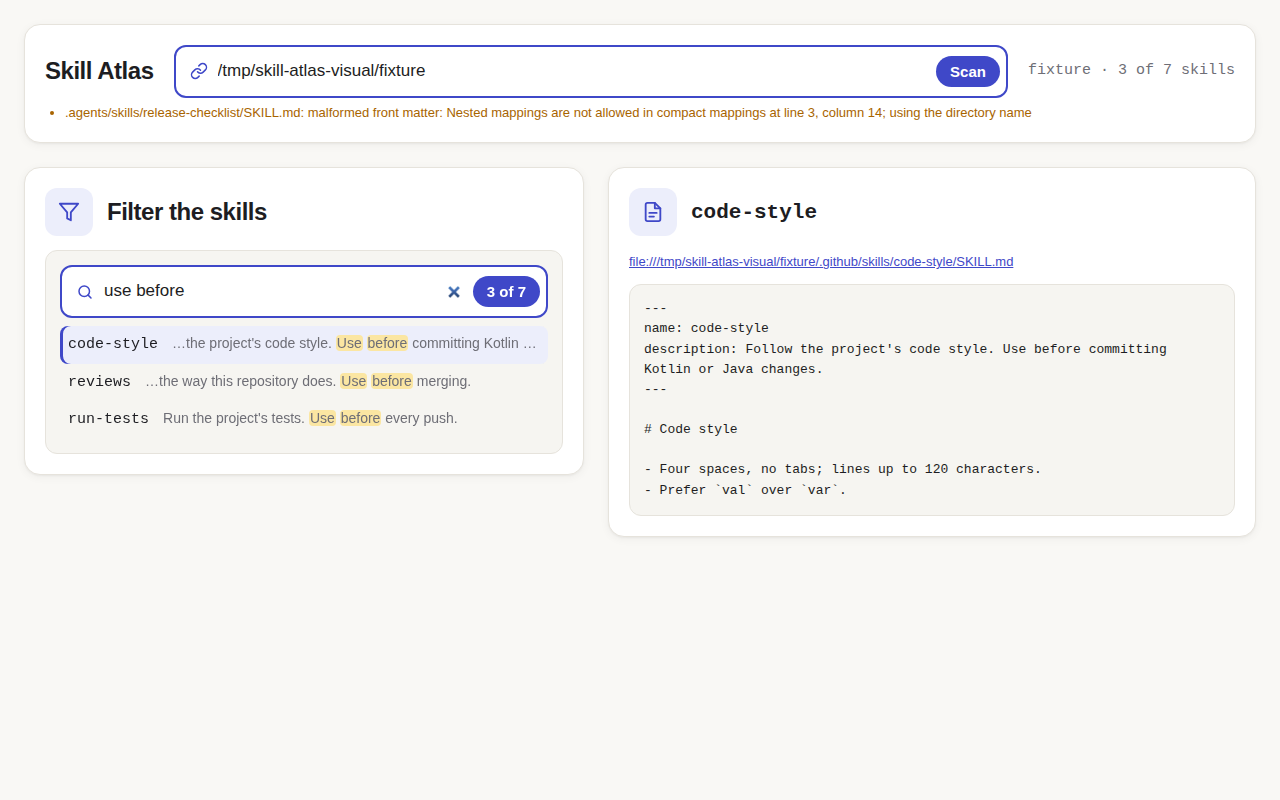 Skill Atlas
/tmp/skill-atlas-visual/fixture
Scan
fixture · 3 of 7 skills
.agents/skills/release-checklist/SKILL.md: malformed front matter: Nested mappings are not allowed in compact mappings at line 3, column 14; using the directory name
Filter the skills
use before
3 of 7
code-style …the project's code style. Use before committing Kotlin …
reviews …the way this repository does. Use before merging.
run-tests Run the project's tests. Use before every push.
code-style
file:///tmp/skill-atlas-visual/fixture/.github/skills/code-style/SKILL.md
---
name: code-style
description: Follow the project's code style. Use before committing
Kotlin or Java changes.
---
# Code style
- Four spaces, no tabs; lines up to 120 characters.
- Prefer `val` over `var`.